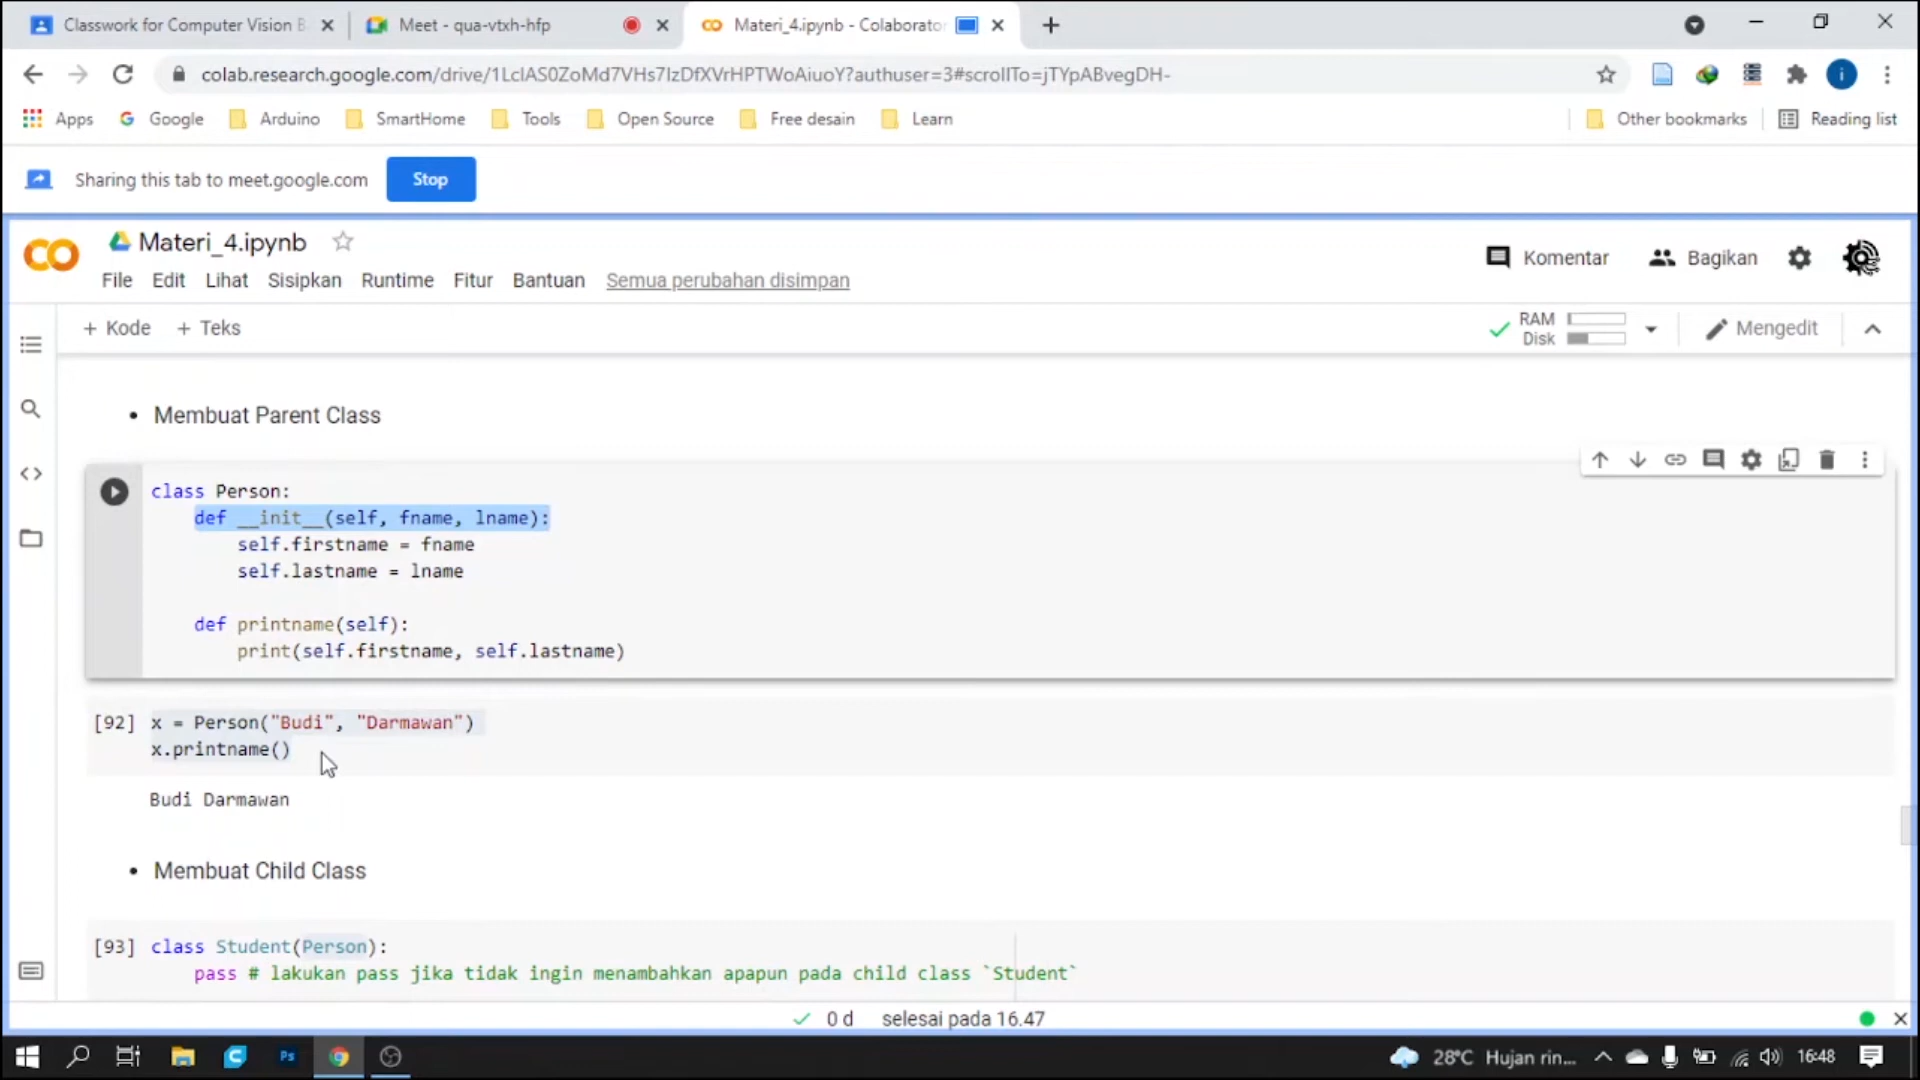 Classwork for Computer Vision B
Meet - qua-vtxh-hfp
Materi_4.ipynb - Colaborator
colab.research.google.com/drive/1LclAS0ZoMd7VHs7IzDfXVrHPTWoAiuoY?authuser=3#scrollTo=jTYpABvegDH-
i
Apps
Google
Arduino
SmartHome
Tools
Open Source
Free desain
Learn
Other bookmarks
Reading list
Sharing this tab to meet.google.com
Stop
CO
Materi_4.ipynb
Komentar
Bagikan
File Edit Lihat Sisipkan Runtime Fitur Bantuan Semua perubahan disimpan
+ Kode + Teks
RAM
Disk
Mengedit
• Membuat Parent Class
class Person:
def __init__(self, fname, lname):
self.firstname = fname
self.lastname = lname
def printname(self):
print(self.firstname, self.lastname)
[92] x = Person("Budi", "Darmawan")
x.printname()
Budi Darmawan
• Membuat Child Class
[93] class Student(Person):
pass # lakukan pass jika tidak ingin menambahkan apapun pada child class `Student`
0 d selesai pada 16.47
Ps
28°C Hujan rin...
16:48